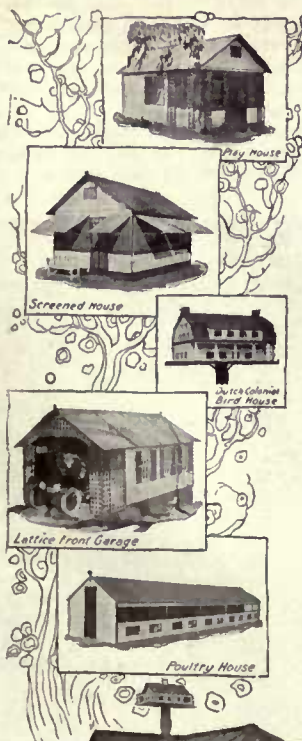 Play House
Screened House
Dutch Colonial
Bird House
Lattice Front Garage
Poultry House